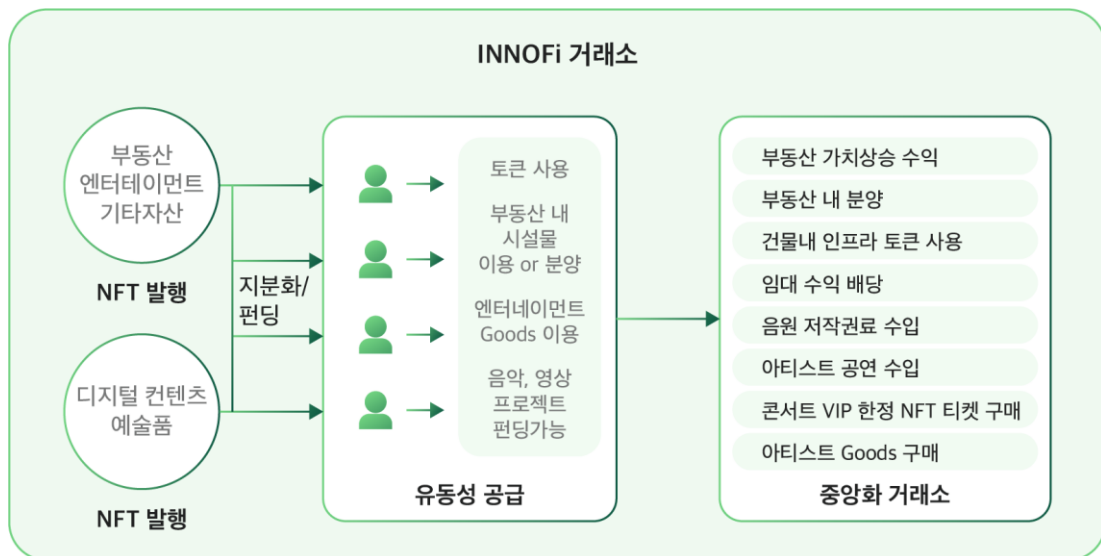 INNOFi 거래소
부동산
엔터테이먼트
기타자산
NFT 발행
디지털 컨텐츠
예술품
NFT 발행
지분화/
펀딩
토큰 사용
부동산 내
시설물
이용 or 분양
엔터네이먼트
Goods 이용
음악, 영상
프로젝트
펀딩가능
유동성 공급
부동산 가치상승 수익
부동산 내 분양
건물내 인프라 토큰 사용
임대 수익 배당
음원 저작권료 수입
아티스트 공연 수입
콘서트 VIP 한정 NFT 티켓 구매
아티스트 Goods 구매
중앙화 거래소